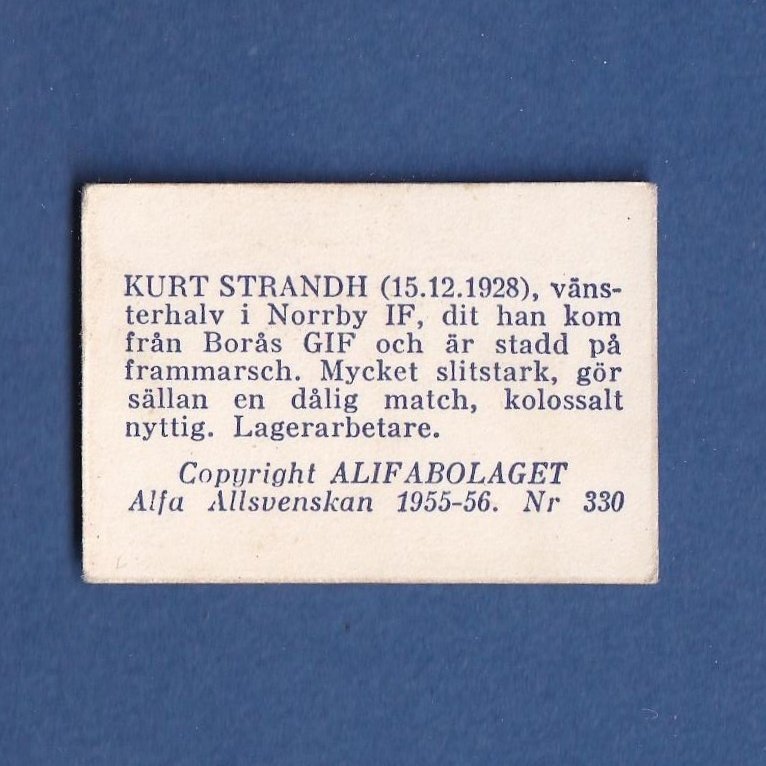 KURT STRANDH (15.12.1928), väns-
terhalv i Norrby IF, dit han kom
från Borås GIF och är stadd på
frammarsch. Mycket slitstark, gör
sällan en dålig match, kolossalt
nyttig. Lagerarbetare.
Copyright ALIFABOLAGET
Alfa Allsvenskan 1955-56. Nr 330